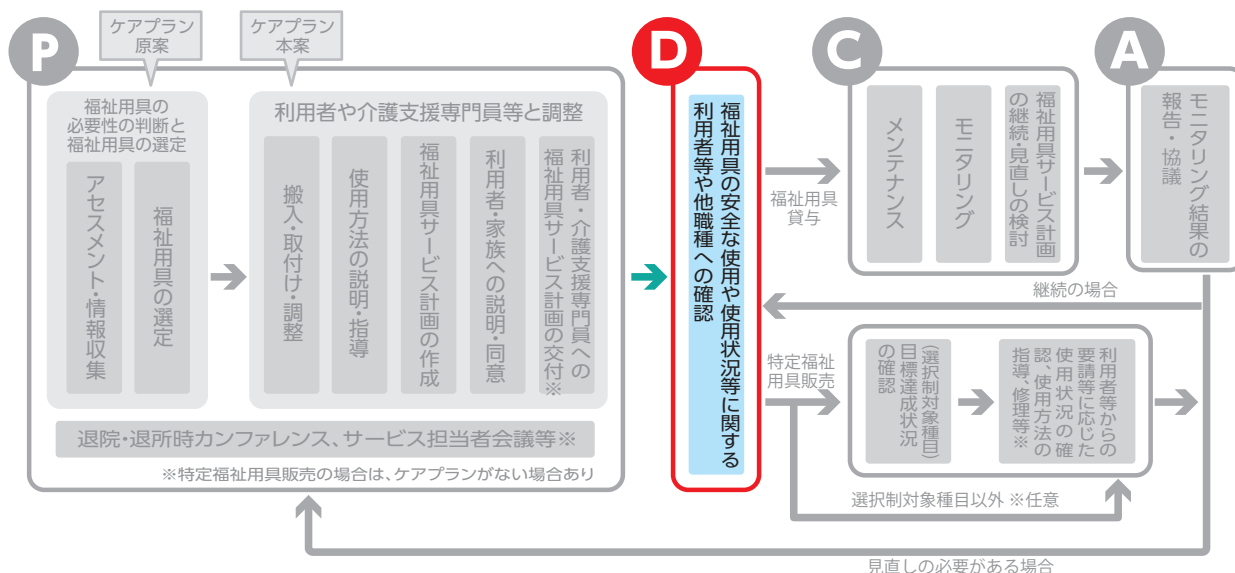 P
ケアプラン
原案
ケアプラン
本案
福祉用具の
必要性の判断と
福祉用具の選定
アセスメント・情報収集
福祉用具の選定
利用者や介護支援専門員等と調整
搬入・取付け・調整
使用方法の説明・指導
福祉用具サービス計画の作成
利用者・家族への説明・同意
利用者・介護支援専門員への
福祉用具サービス計画の交付※
退院・退所時カンファレンス、サービス担当者会議等※
※特定福祉用具販売の場合は、ケアプランがない場合あり
D
福祉用具の安全な使用や使用状況等に関する
利用者等や他職種への確認
福祉用具
貸与
C
メンテナンス
モニタリング
福祉用具サービス計画
の継続・見直しの検討
A
モニタリング結果の
報告・協議
継続の場合
特定福祉
用具販売
(選択制対象種目)
目標達成状況
の確認
利用者等からの
要請等に応じた
使用状況の確
認、使用方法の
指導、修理等※
選択制対象種目以外 ※任意
見直しの必要がある場合